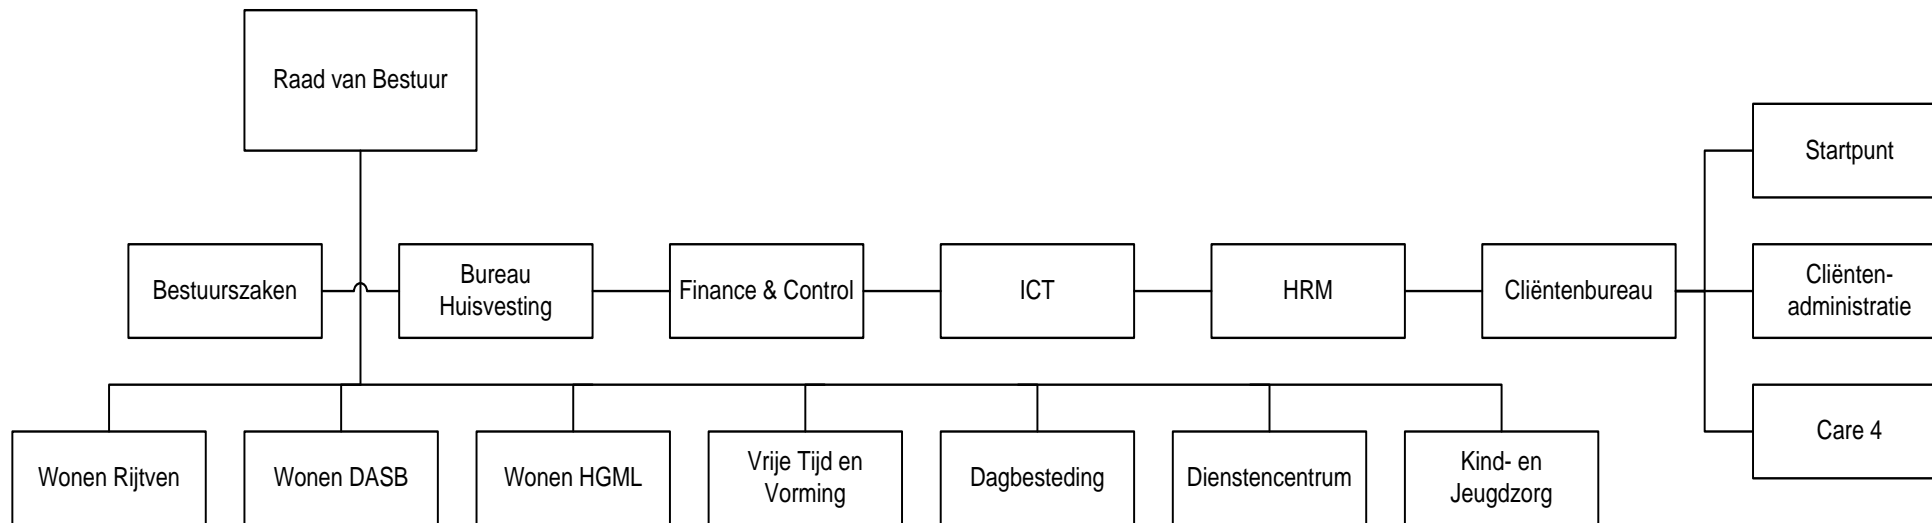 Raad van Bestuur
Startpunt
Bestuurszaken
Bureau
Huisvesting
Finance & Control
ICT
HRM
Cliëntenbureau
Cliënten-
administratie
Care 4
Wonen Rijtven
Wonen DASB
Wonen HGML
Vrije Tijd en
Vorming
Dagbesteding
Dienstencentrum
Kind- en
Jeugdzorg